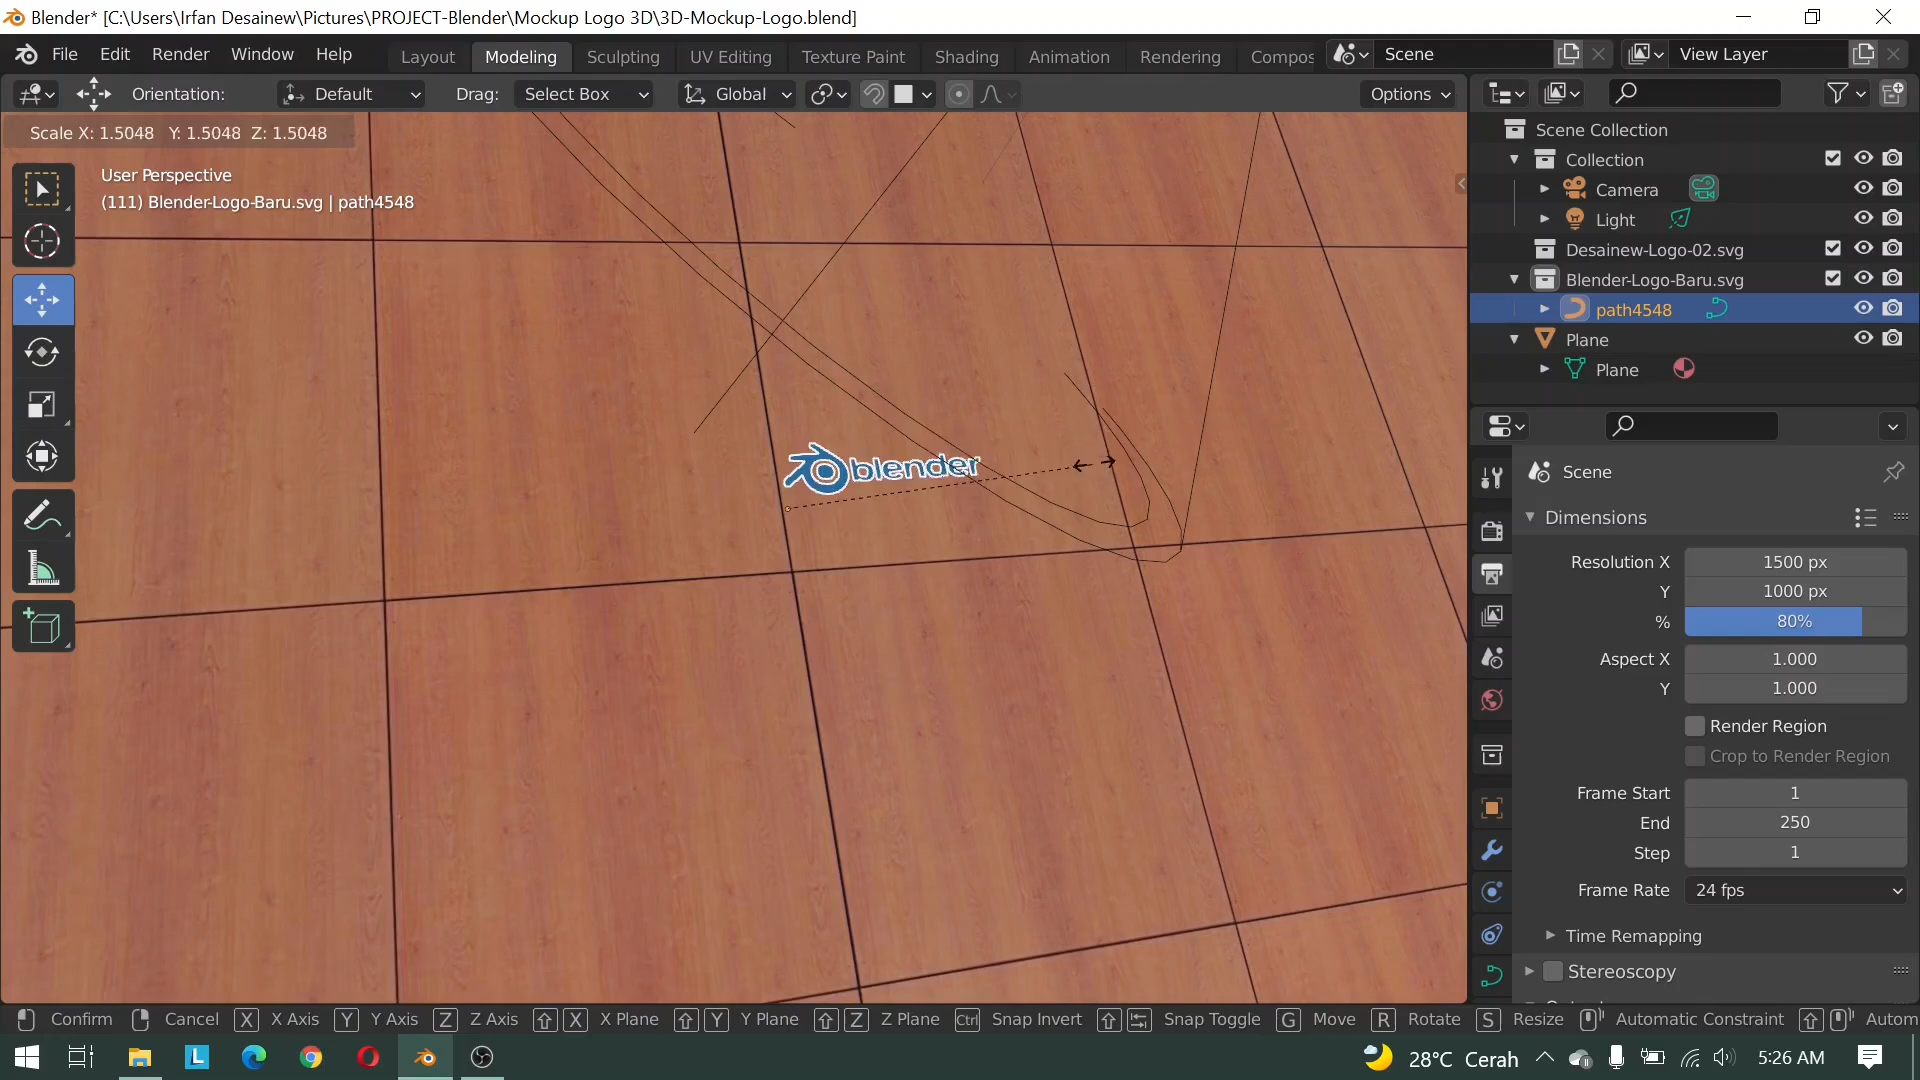 Blender* [C:\Users\Irfan Desainew\Pictures\PROJECT-Blender\Mockup Logo 3D\3D-Mockup-Logo.blend]
File Edit Render Window Help Layout Modeling Sculpting UV Editing Texture Paint Shading Animation Rendering Compos Scene View Layer
Orientation: Default Drag: Select Box Global Options
Scale X: 1.5048 Y: 1.5048 Z: 1.5048
User Perspective
(111) Blender-Logo-Baru.svg | path4548
blender
Scene Collection
Collection
Camera
Light
Desainew-Logo-02.svg
Blender-Logo-Baru.svg
path4548
Plane
Plane
Scene
Dimensions
Resolution X 1500 px
Y 1000 px
% 80%
Aspect X 1.000
Y 1.000
Render Region
Crop to Render Region
Frame Start 1
End 250
Step 1
Frame Rate 24 fps
Time Remapping
Stereoscopy
Confirm Cancel X X Axis Y Y Axis Z Z Axis X X Plane Y Y Plane Z Z Plane Ctrl Snap Invert Snap Toggle G Move R Rotate S Resize Automatic Constraint Autom
28°C Cerah 5:26 AM